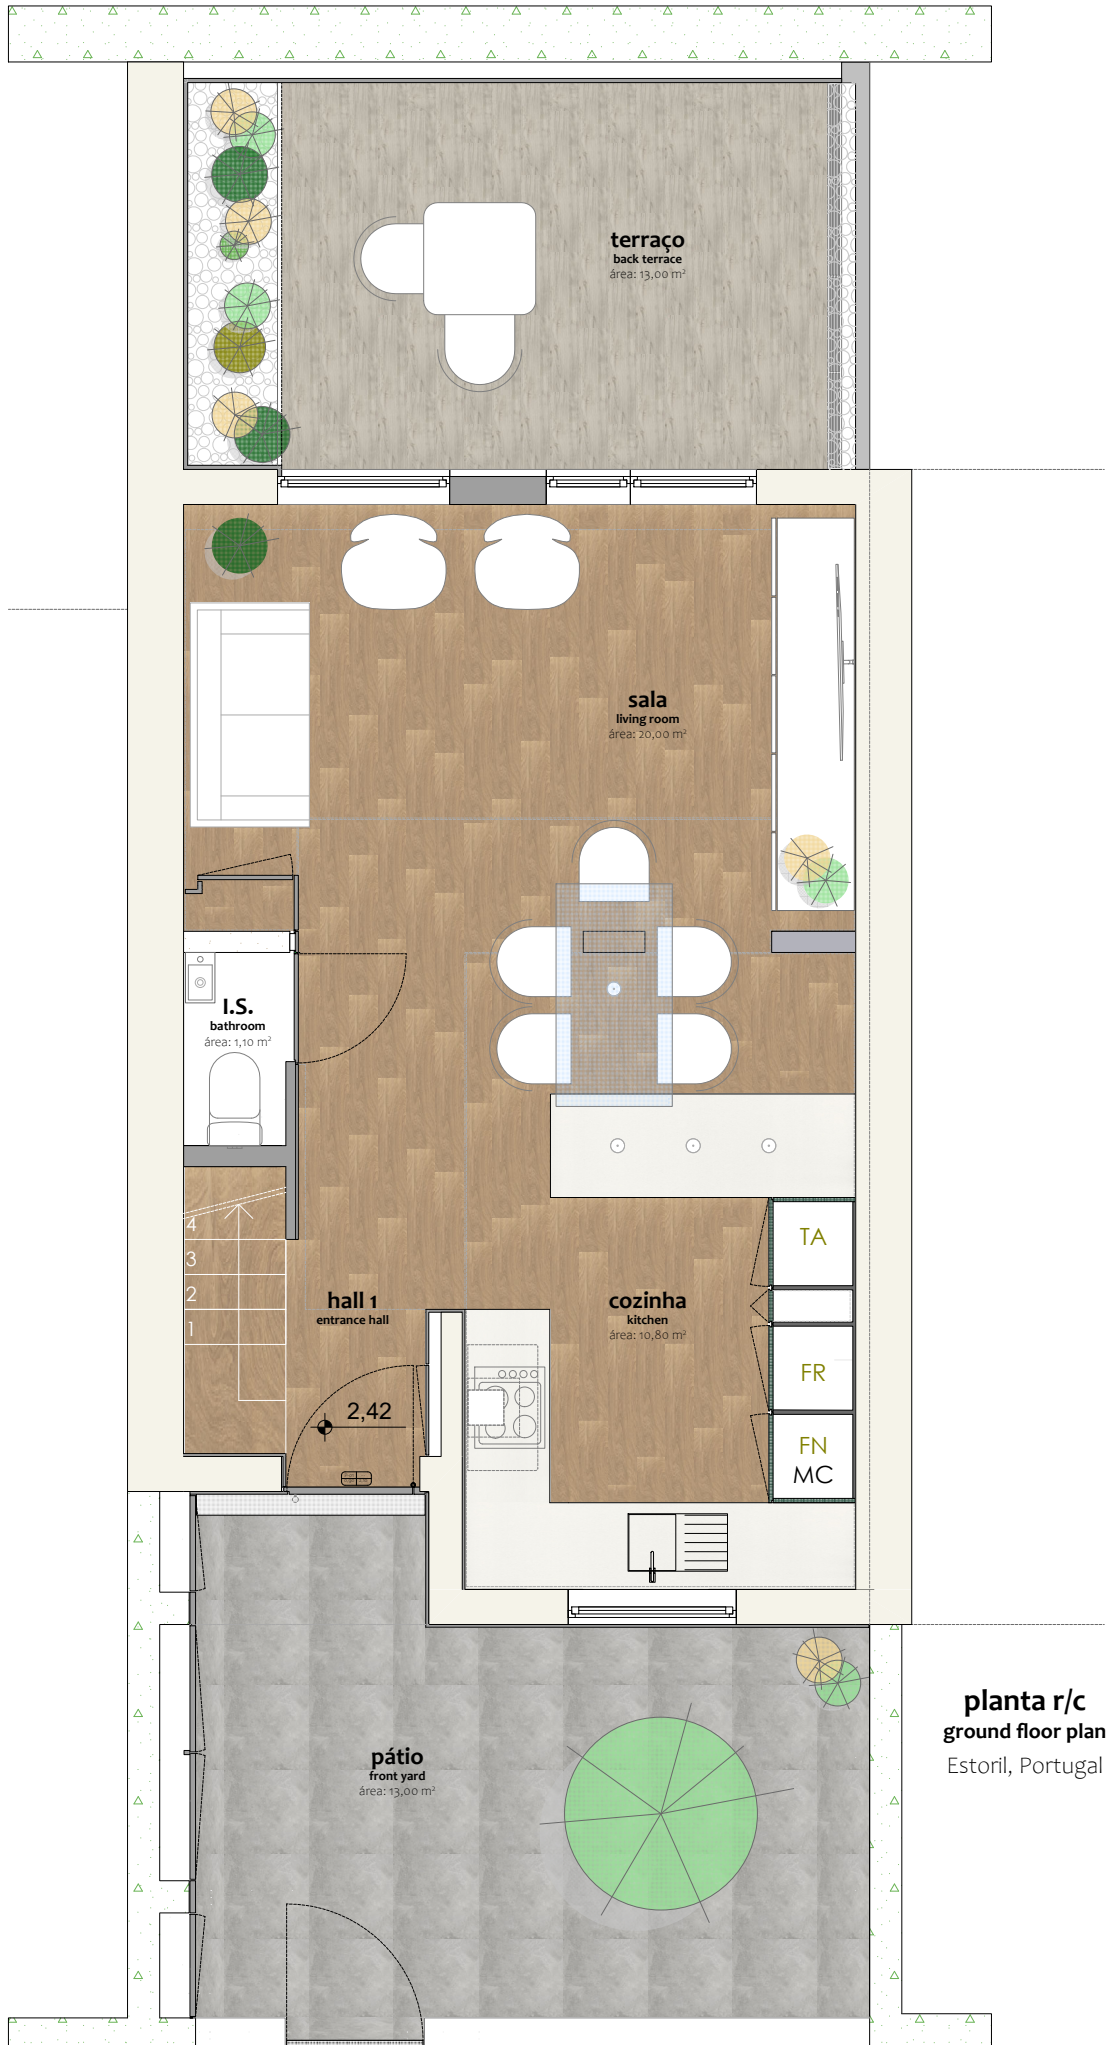 terraço
back terrace
área: 13,00 m²
sala
living room
área: 20,00 m²
I.S.
bathroom
área: 1,10 m²
4
3
2
1
hall 1
entrance hall
2,42
cozinha
kitchen
área: 10,80 m²
TA
FR
FN
MC
pátio
front yard
área: 13,00 m²
planta r/c
ground floor plan
Estoril, Portugal